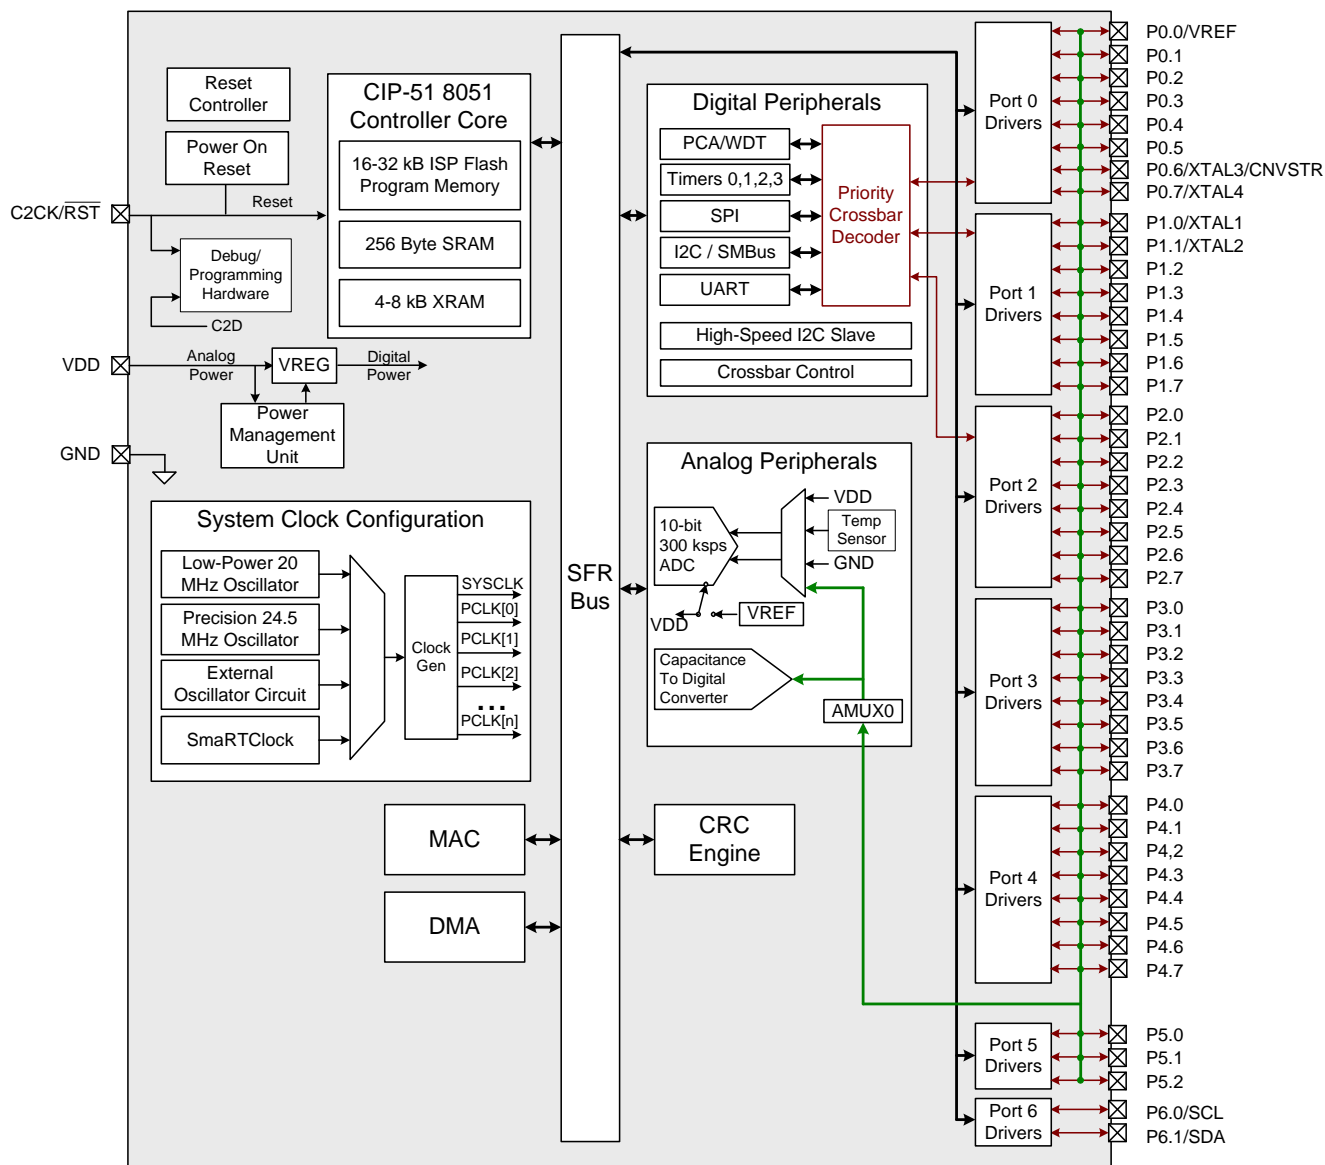 Reset
Controller
Power On
Reset
C2CK/RST
Reset
Debug/
Programming
Hardware
C2D
CIP-51 8051
Controller Core
16-32 kB ISP Flash
Program Memory
256 Byte SRAM
4-8 kB XRAM
VDD
Analog
Power
VREG
Digital
Power
Power
Management
Unit
GND
System Clock Configuration
Low-Power 20
MHz Oscillator
Precision 24.5
MHz Oscillator
External
Oscillator Circuit
SmaRTClock
Clock
Gen
SYSCLK
PCLK[0]
PCLK[1]
PCLK[2]
...
PCLK[n]
MAC
DMA
SFR
Bus
Digital Peripherals
PCA/WDT
Timers 0,1,2,3
SPI
I2C / SMBus
UART
Priority
Crossbar
Decoder
High-Speed I2C Slave
Crossbar Control
Analog Peripherals
10-bit
300 ksps
ADC
VDD
Temp
Sensor
GND
VDD
VREF
Capacitance
To Digital
Converter
AMUX0
CRC
Engine
Port 0
Drivers
Port 1
Drivers
Port 2
Drivers
Port 3
Drivers
Port 4
Drivers
Port 5
Drivers
Port 6
Drivers
P0.0/VREF
P0.1
P0.2
P0.3
P0.4
P0.5
P0.6/XTAL3/CNVSTR
P0.7/XTAL4
P1.0/XTAL1
P1.1/XTAL2
P1.2
P1.3
P1.4
P1.5
P1.6
P1.7
P2.0
P2.1
P2.2
P2.3
P2.4
P2.5
P2.6
P2.7
P3.0
P3.1
P3.2
P3.3
P3.4
P3.5
P3.6
P3.7
P4.0
P4.1
P4,2
P4.3
P4.4
P4.5
P4.6
P4.7
P5.0
P5.1
P5.2
P6.0/SCL
P6.1/SDA